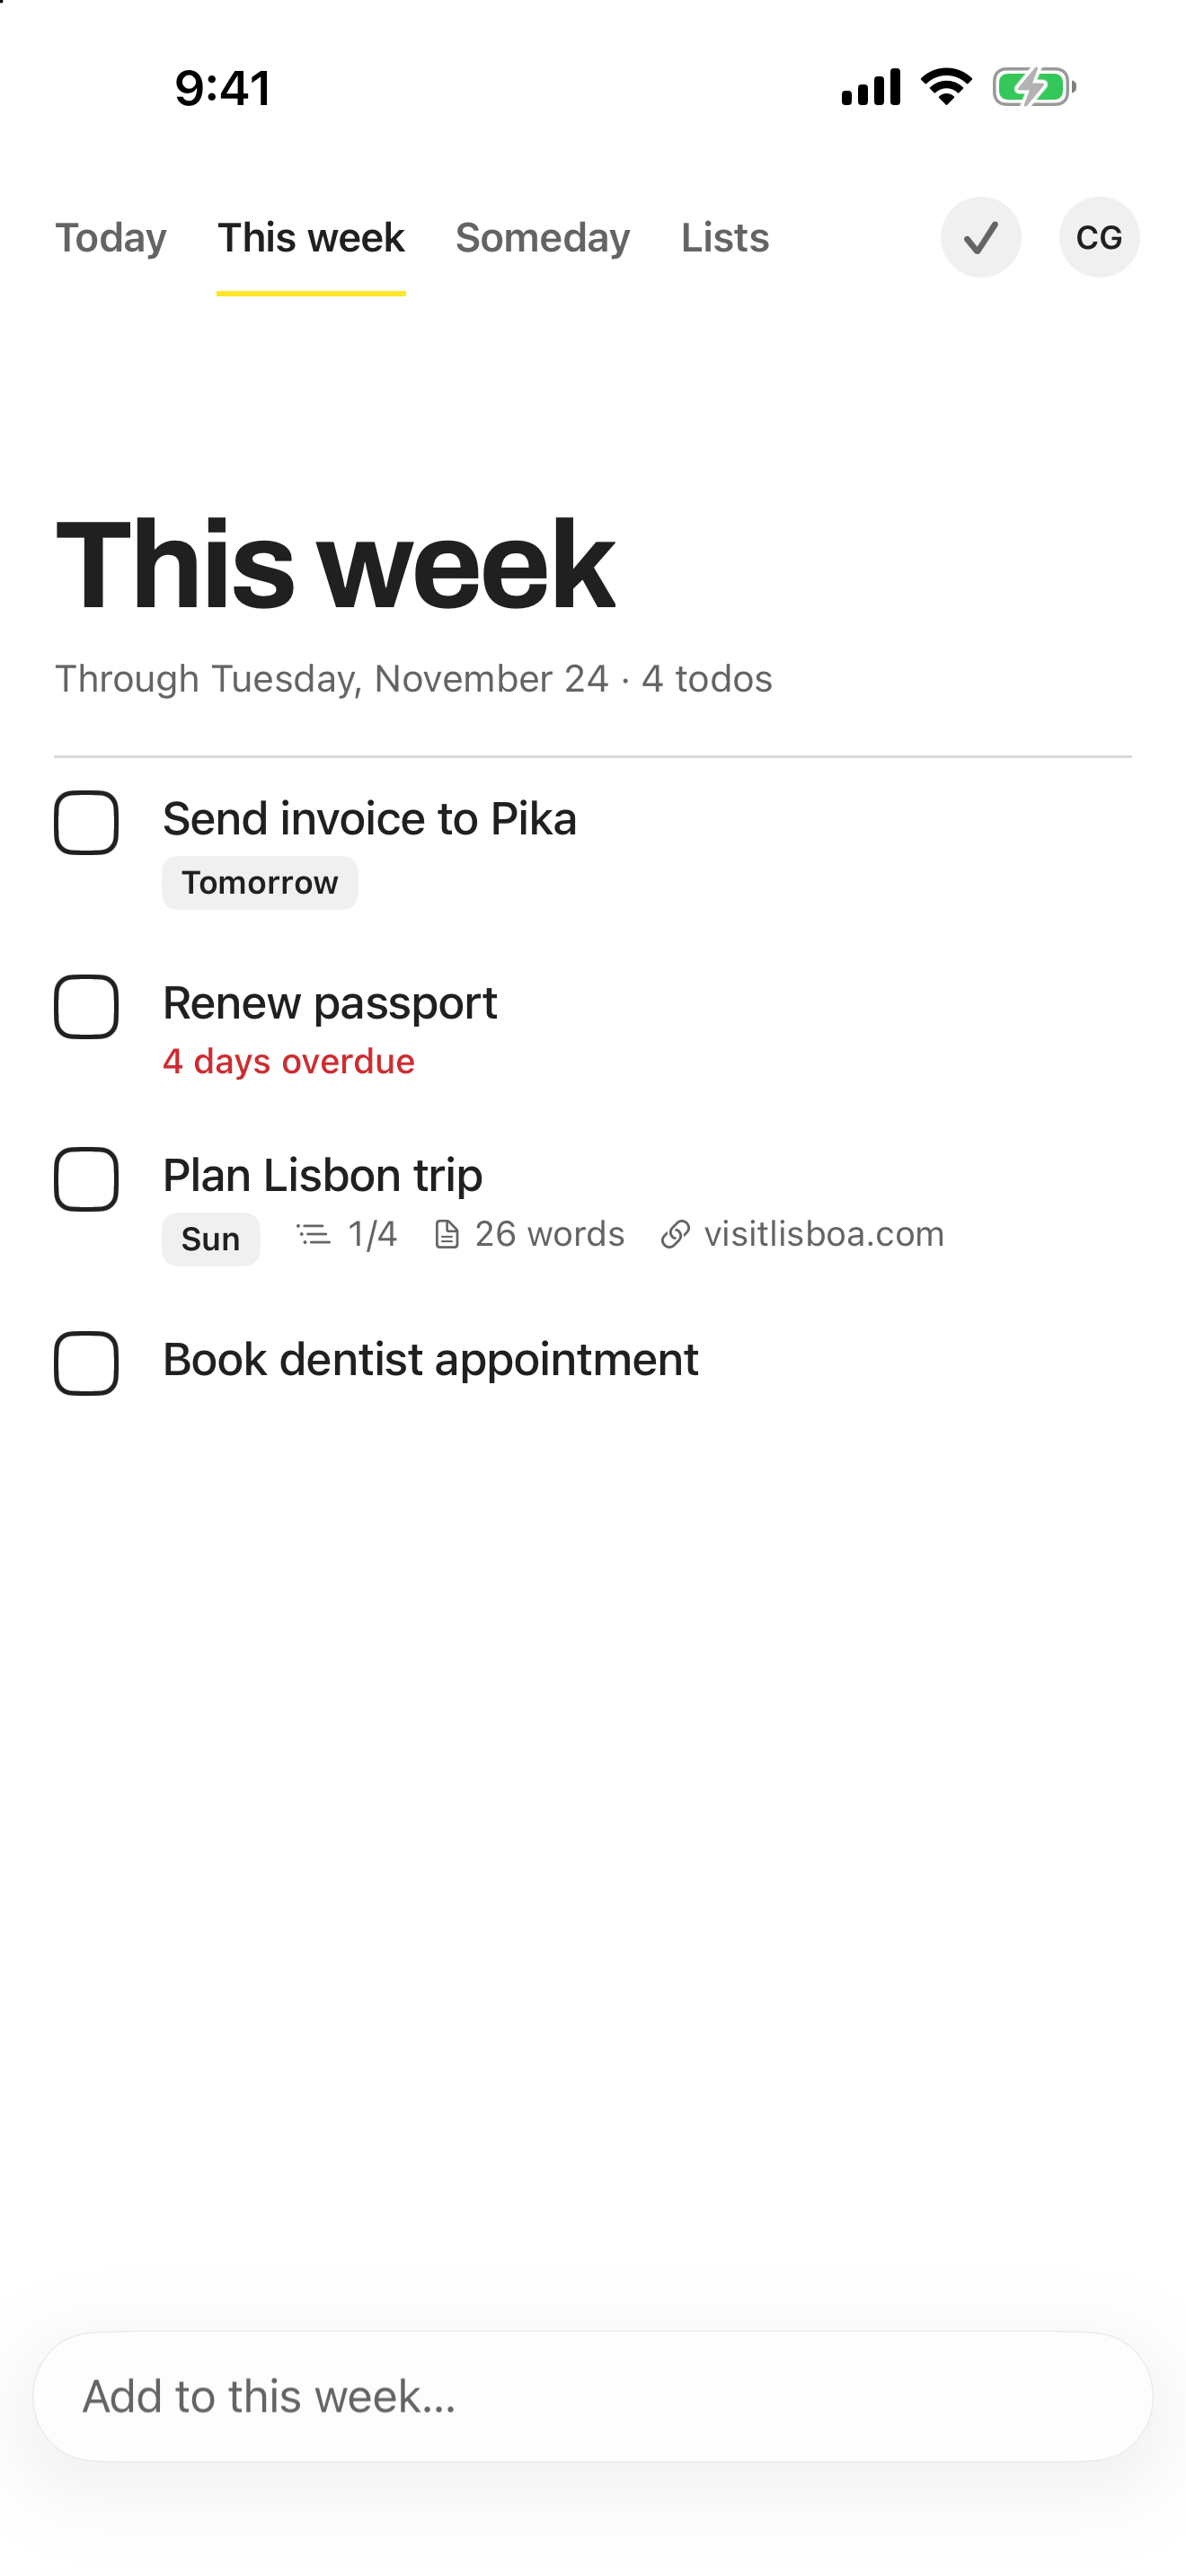 9:41
Today This week Someday Lists CG
This week
Through Tuesday, November 24 · 4 todos
Send invoice to Pika
Tomorrow
Renew passport
4 days overdue
Plan Lisbon trip
Sun 1/4 26 words visitlisboa.com
Book dentist appointment
Add to this week...